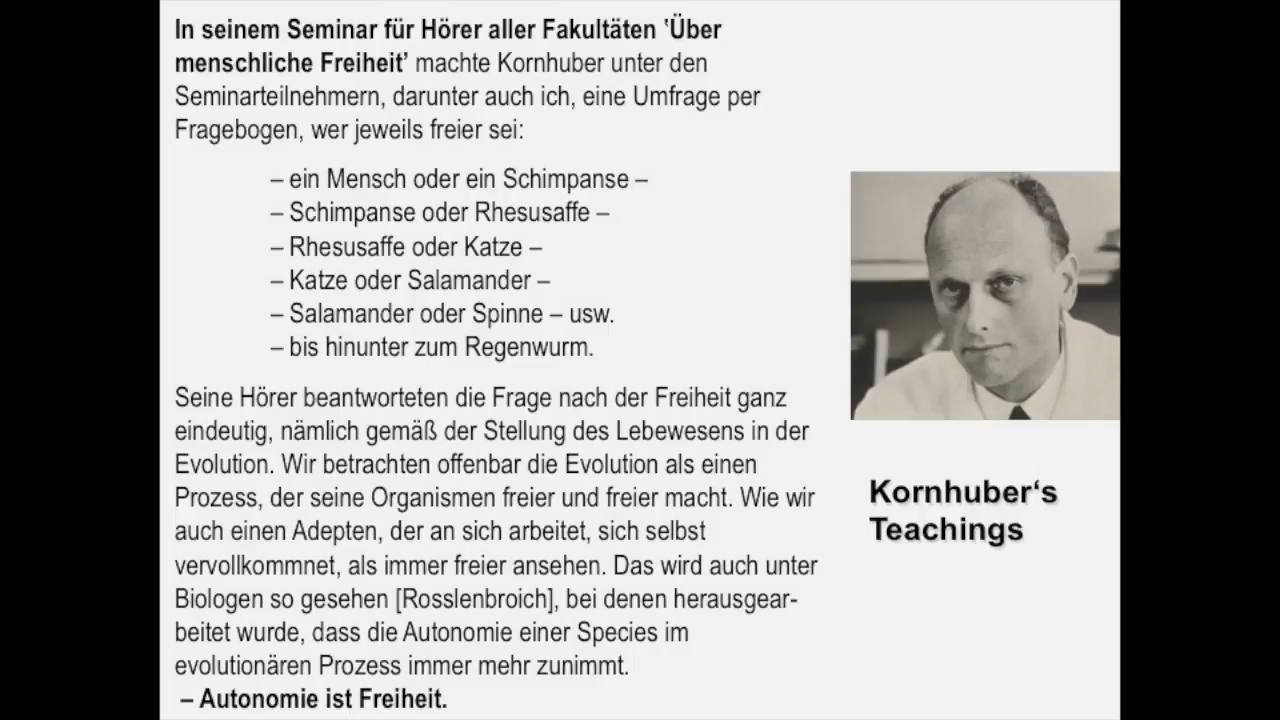 In seinem Seminar für Hörer aller Fakultäten ‛Über
menschliche Freiheit’ machte Kornhuber unter den
Seminarteilnehmern, darunter auch ich, eine Umfrage per
Fragebogen, wer jeweils freier sei:
– ein Mensch oder ein Schimpanse –
– Schimpanse oder Rhesusaffe –
– Rhesusaffe oder Katze –
– Katze oder Salamander –
– Salamander oder Spinne – usw.
– bis hinunter zum Regenwurm.
Seine Hörer beantworteten die Frage nach der Freiheit ganz
eindeutig, nämlich gemäß der Stellung des Lebewesens in der
Evolution. Wir betrachten offenbar die Evolution als einen
Prozess, der seine Organismen freier und freier macht. Wie wir
auch einen Adepten, der an sich arbeitet, sich selbst
vervollkommnet, als immer freier ansehen. Das wird auch unter
Biologen so gesehen [Rosslenbroich], bei denen herausgear-
beitet wurde, dass die Autonomie einer Species im
evolutionären Prozess immer mehr zunimmt.
– Autonomie ist Freiheit.
Kornhuber‘s
Teachings